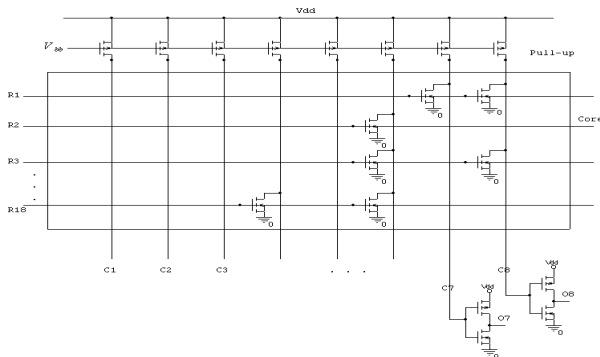 Vdd
Pull-up
R1
0
0
R2
Core
0
R3
0
0
R18
0
0
C1
C2
C3
. . .
C8
C7
Vdd
Vdd
O8
O7
0
0